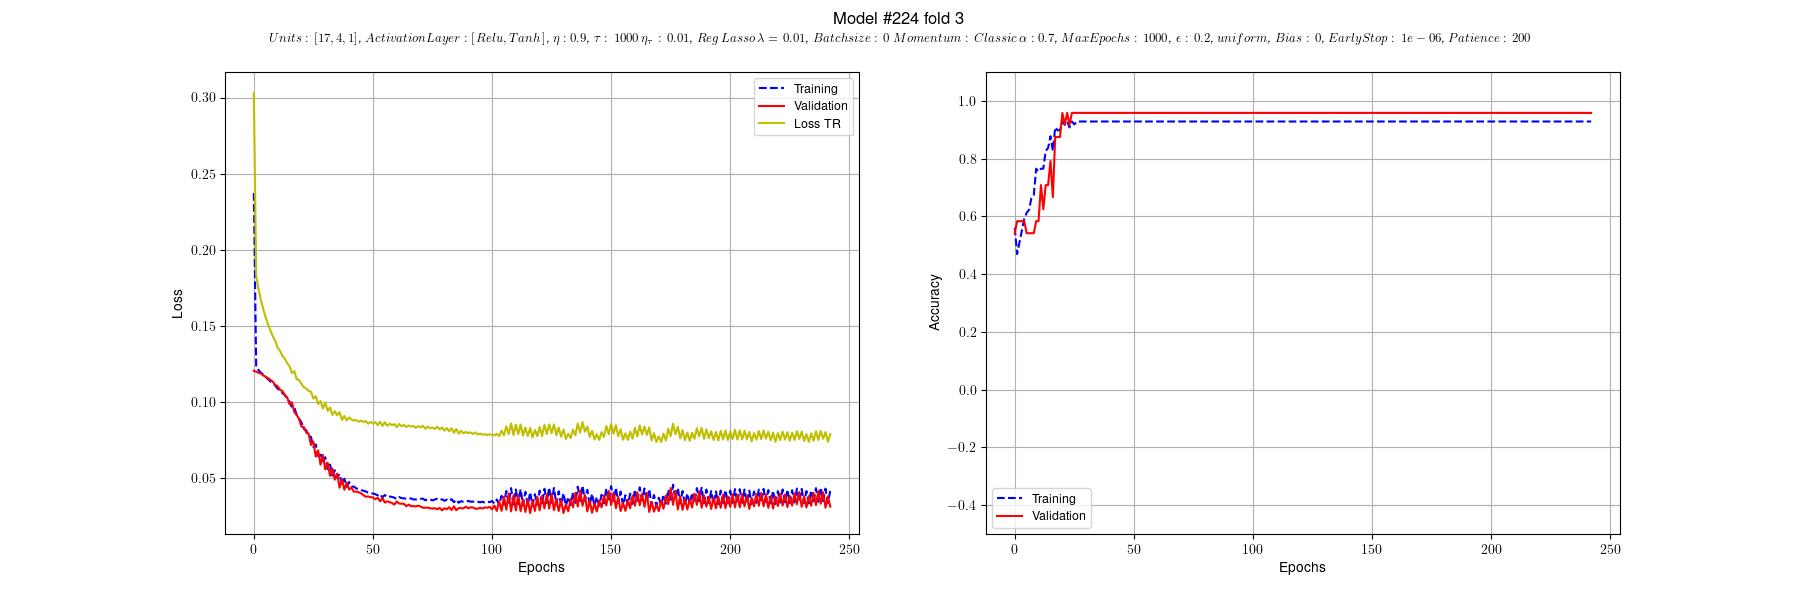 Model #224 fold 3
Units : [17, 4, 1], ActivationLayer : [Relu, Tanh], η : 0.9, τ : 1000 ητ : 0.01, Reg Lasso λ = 0.01, Batchsize : 0 Momentum : Classic α : 0.7, MaxEpochs : 1000, ϵ : 0.2, uniform, Bias : 0, EarlyStop : 1e − 06, Patience : 200
Loss
0.30
0.25
0.20
0.15
0.10
0.05
Training
Validation
Loss TR
0 50 100 150 200 250
Epochs
Accuracy
1.0
0.8
0.6
0.4
0.2
0.0
−0.2
−0.4
Training
Validation
0 50 100 150 200 250
Epochs